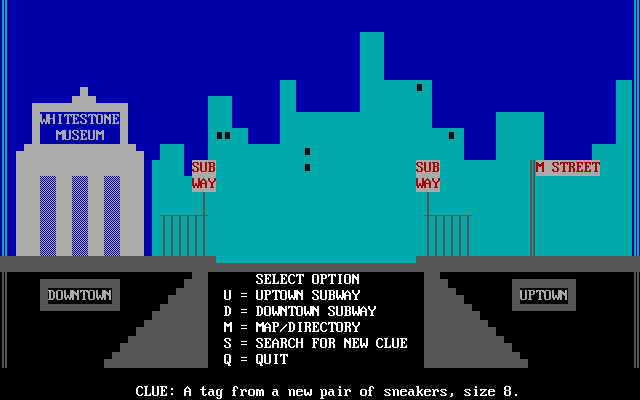 WHITESTONE
MUSEUM
SUB
WAY
SUB
WAY
M STREET
DOWNTOWN
UPTOWN
SELECT OPTION
U = UPTOWN SUBWAY
D = DOWNTOWN SUBWAY
M = MAP/DIRECTORY
S = SEARCH FOR NEW CLUE
Q = QUIT
CLUE: A tag from a new pair of sneakers, size 8.